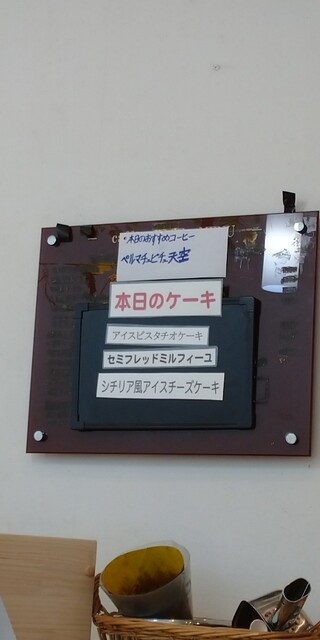 ・本日のおすすめコーヒー
ペルマチュピチュ天空
本日のケーキ
アイスピスタチオケーキ
セミフレッドミルフィーユ
シチリア風アイスチーズケーキ